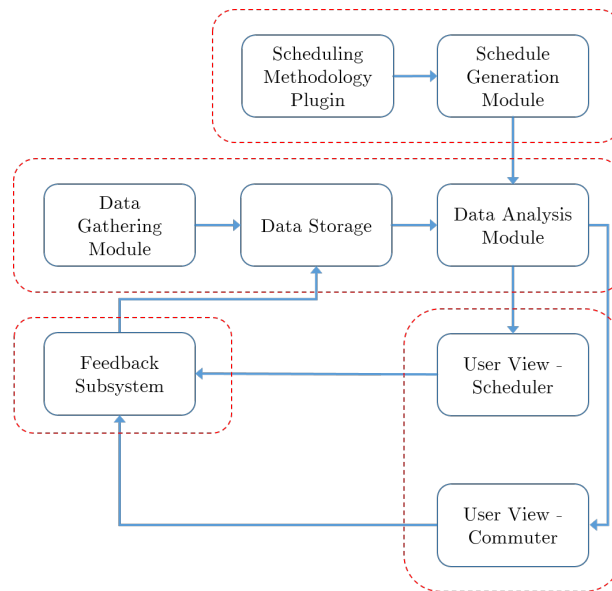 Scheduling
Methodology
Plugin
Schedule
Generation
Module
Data
Gathering
Module
Data Storage
Data Analysis
Module
Feedback
Subsystem
User View -
Scheduler
User View -
Commuter